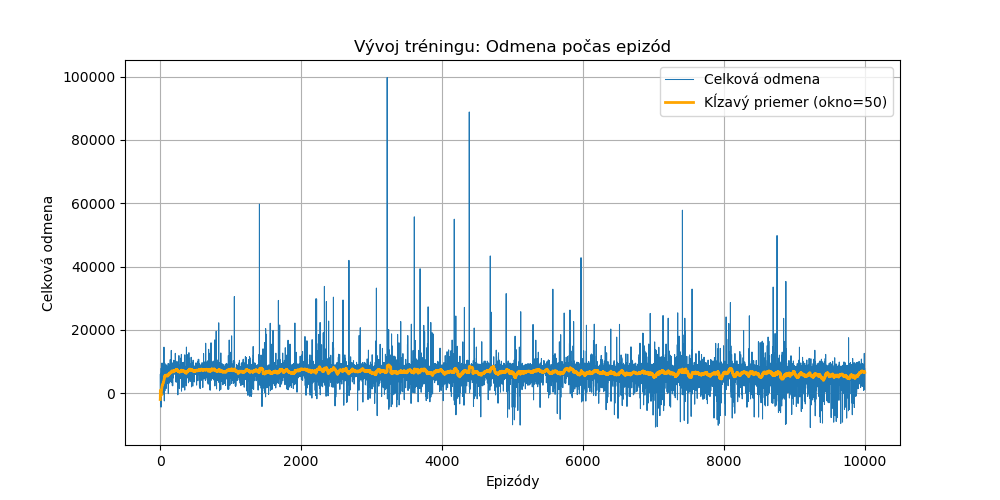 Vývoj tréningu: Odmena počas epizód
Celková odmena
Kĺzavý priemer (okno=50)
100000
80000
60000
40000
20000
0
Celková odmena
0
2000
4000
6000
8000
10000
Epizódy